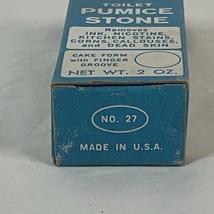 TOILET
PUMICE
STONE
Removes
INK, NICOTINE,
KITCHEN STAINS,
CORNS, CALLOUSES,
and DEAD SKIN
CAKE FORM
with FINGER
GROOVE
NET WT. 2 OZ.
NO. 27
MADE IN U.S.A.